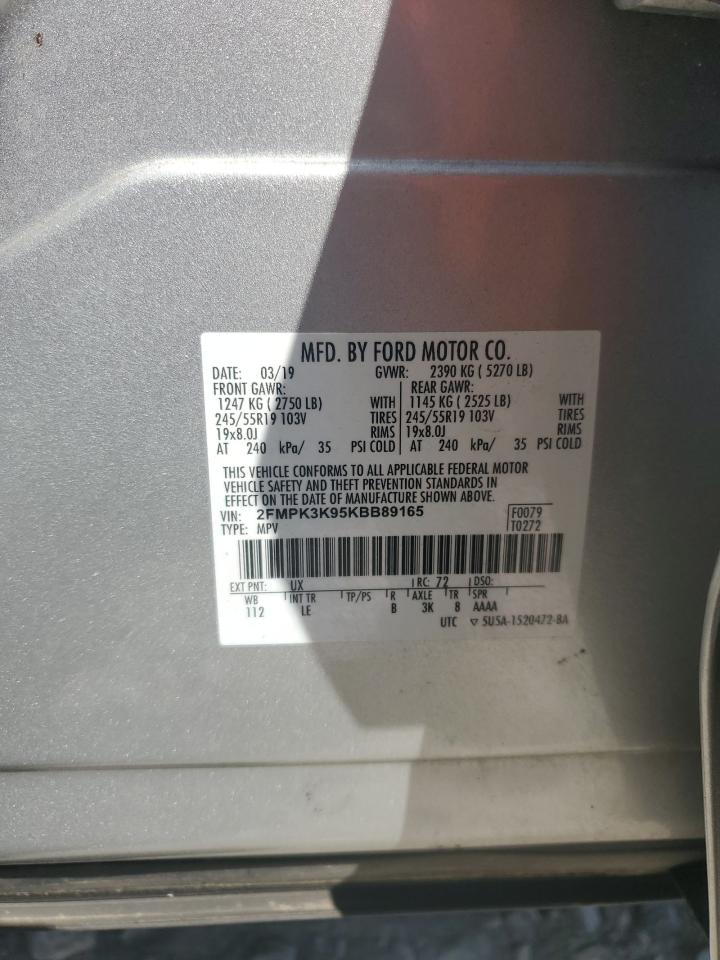 MFD. BY FORD MOTOR CO.
DATE: 03/19 GVWR: 2390 KG ( 5270 LB)
FRONT GAWR: REAR GAWR:
1247 KG ( 2750 LB) WITH 1145 KG ( 2525 LB) WITH
245/55R19 103V TIRES 245/55R19 103V TIRES
19x8.0J RIMS 19x8.0J RIMS
AT 240 kPa/ 35 PSI COLD AT 240 kPa/ 35 PSI COLD
THIS VEHICLE CONFORMS TO ALL APPLICABLE FEDERAL MOTOR
VEHICLE SAFETY AND THEFT PREVENTION STANDARDS IN
EFFECT ON THE DATE OF MANUFACTURE SHOWN ABOVE.
VIN: 2FMPK3K95KBB89165 F0079
TYPE: MPV T0272
EXT PNT: UX RC: 72 DSO:
WB INT TR TP/PS R AXLE TR SPR
112 LE B 3K 8 AAAA
UTC ▽ 5USA-1520472-BA